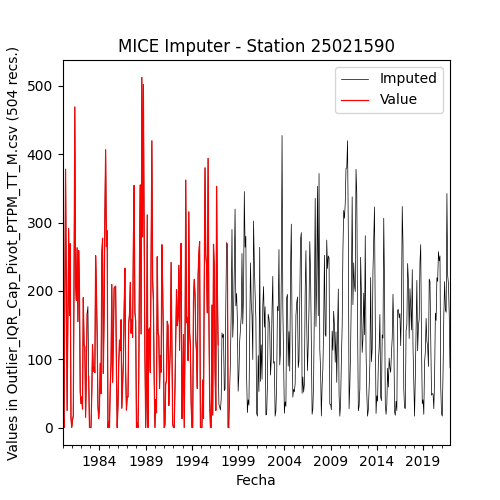 MICE Imputer - Station 25021590
Values in Outlier_IQR_Cap_Pivot_PTPM_TT_M.csv (504 recs.)
500
400
300
200
100
0
Imputed
Value
1984 1989 1994 1999 2004 2009 2014 2019
Fecha